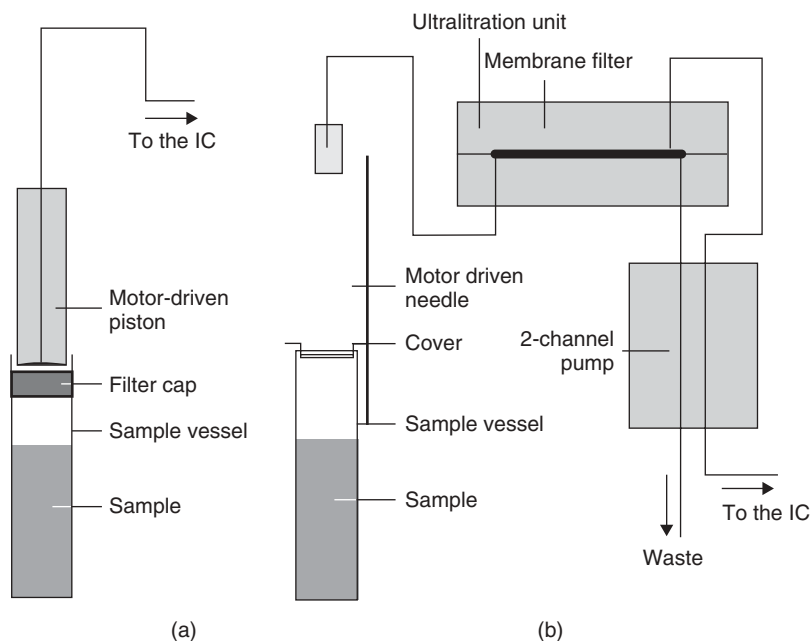 Ultralitration unit
Membrane filter
To the IC
Motor-driven
piston
Filter cap
Sample vessel
Sample
Motor driven
needle
Cover
Sample vessel
Sample
2-channel
pump
To the IC
Waste
(a)
(b)